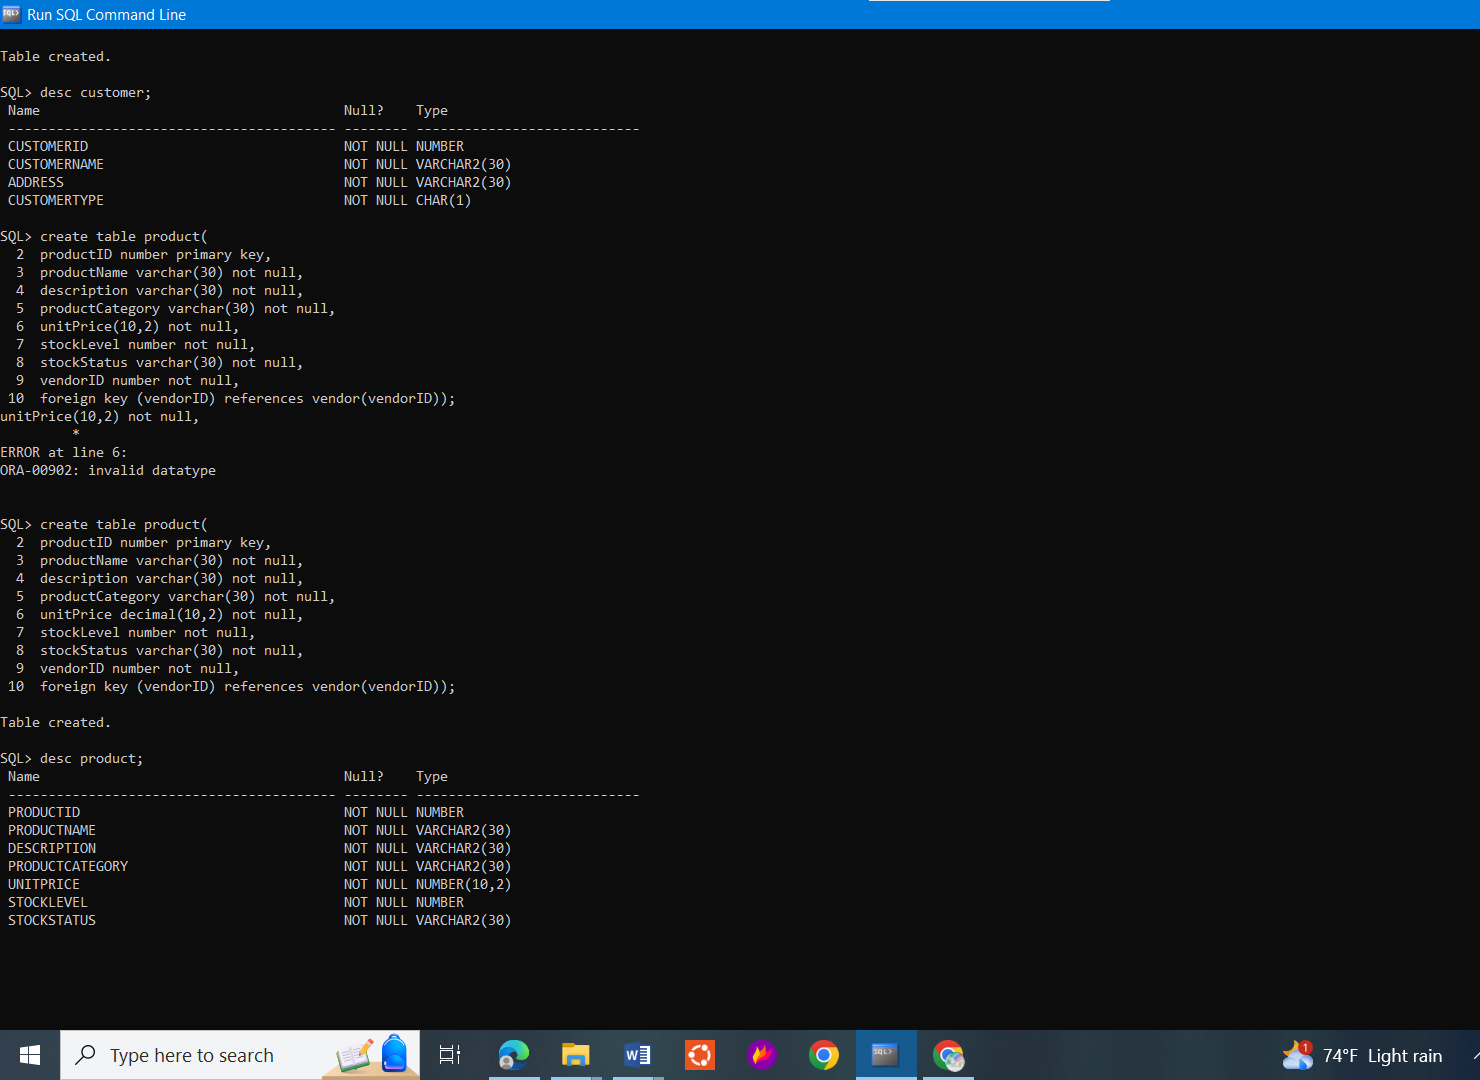 Run SQL Command Line
Table created.
SQL> desc customer;
 Name                                      Null?    Type
 ----------------------------------------- -------- ----------------------------
 CUSTOMERID                                NOT NULL NUMBER
 CUSTOMERNAME                              NOT NULL VARCHAR2(30)
 ADDRESS                                   NOT NULL VARCHAR2(30)
 CUSTOMERTYPE                              NOT NULL CHAR(1)
SQL> create table product(
  2  productID number primary key,
  3  productName varchar(30) not null,
  4  description varchar(30) not null,
  5  productCategory varchar(30) not null,
  6  unitPrice(10,2) not null,
  7  stockLevel number not null,
  8  stockStatus varchar(30) not null,
  9  vendorID number not null,
 10  foreign key (vendorID) references vendor(vendorID));
unitPrice(10,2) not null,
         *
ERROR at line 6:
ORA-00902: invalid datatype
SQL> create table product(
  2  productID number primary key,
  3  productName varchar(30) not null,
  4  description varchar(30) not null,
  5  productCategory varchar(30) not null,
  6  unitPrice decimal(10,2) not null,
  7  stockLevel number not null,
  8  stockStatus varchar(30) not null,
  9  vendorID number not null,
 10  foreign key (vendorID) references vendor(vendorID));
Table created.
SQL> desc product;
 Name                                      Null?    Type
 ----------------------------------------- -------- ----------------------------
 PRODUCTID                                 NOT NULL NUMBER
 PRODUCTNAME                               NOT NULL VARCHAR2(30)
 DESCRIPTION                               NOT NULL VARCHAR2(30)
 PRODUCTCATEGORY                           NOT NULL VARCHAR2(30)
 UNITPRICE                                 NOT NULL NUMBER(10,2)
 STOCKLEVEL                                NOT NULL NUMBER
 STOCKSTATUS                               NOT NULL VARCHAR2(30)
Type here to search
1 74°F Light rain